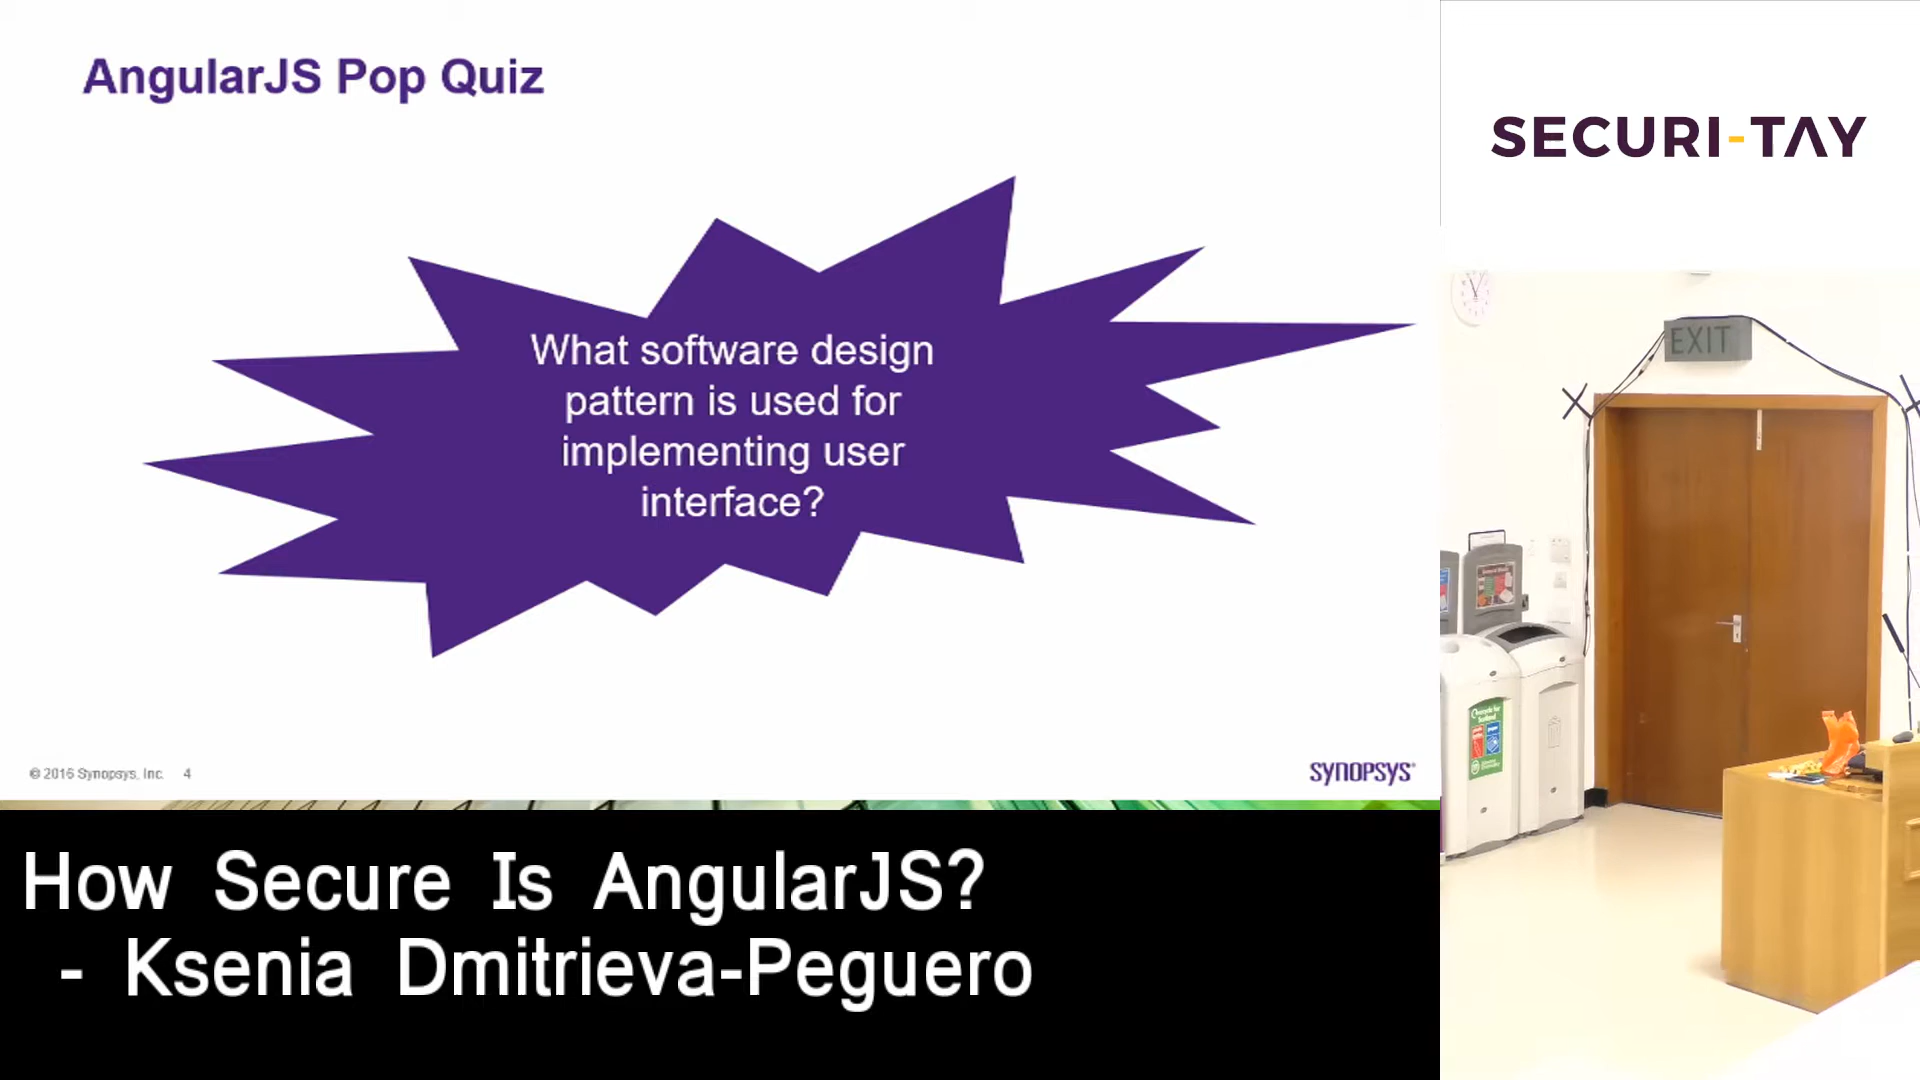 AngularJS Pop Quiz
SECURI-TAY
What software design
pattern is used for
implementing user
interface?
EXIT
© 2016 Synopsys, Inc. 4
SYNOPSYS
How Secure Is AngularJS?
- Ksenia Dmitrieva-Peguero